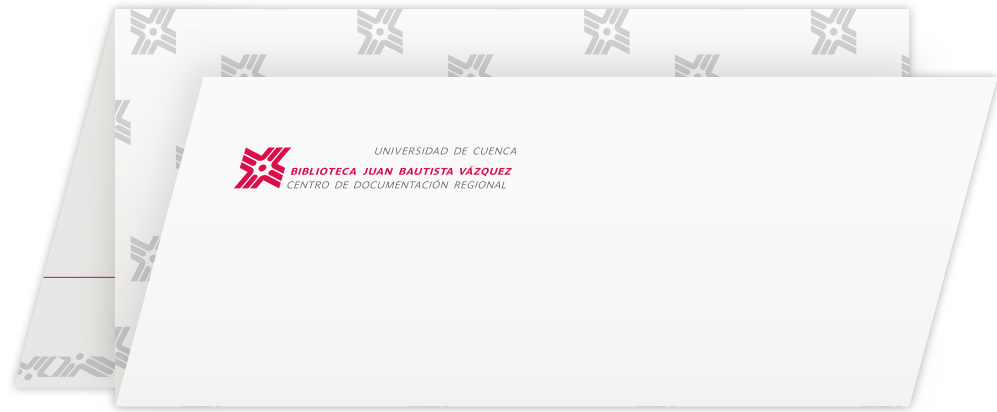 UNIVERSIDAD DE CUENCA
BIBLIOTECA JUAN BAUTISTA VÁZQUEZ
CENTRO DE DOCUMENTACIÓN REGIONAL